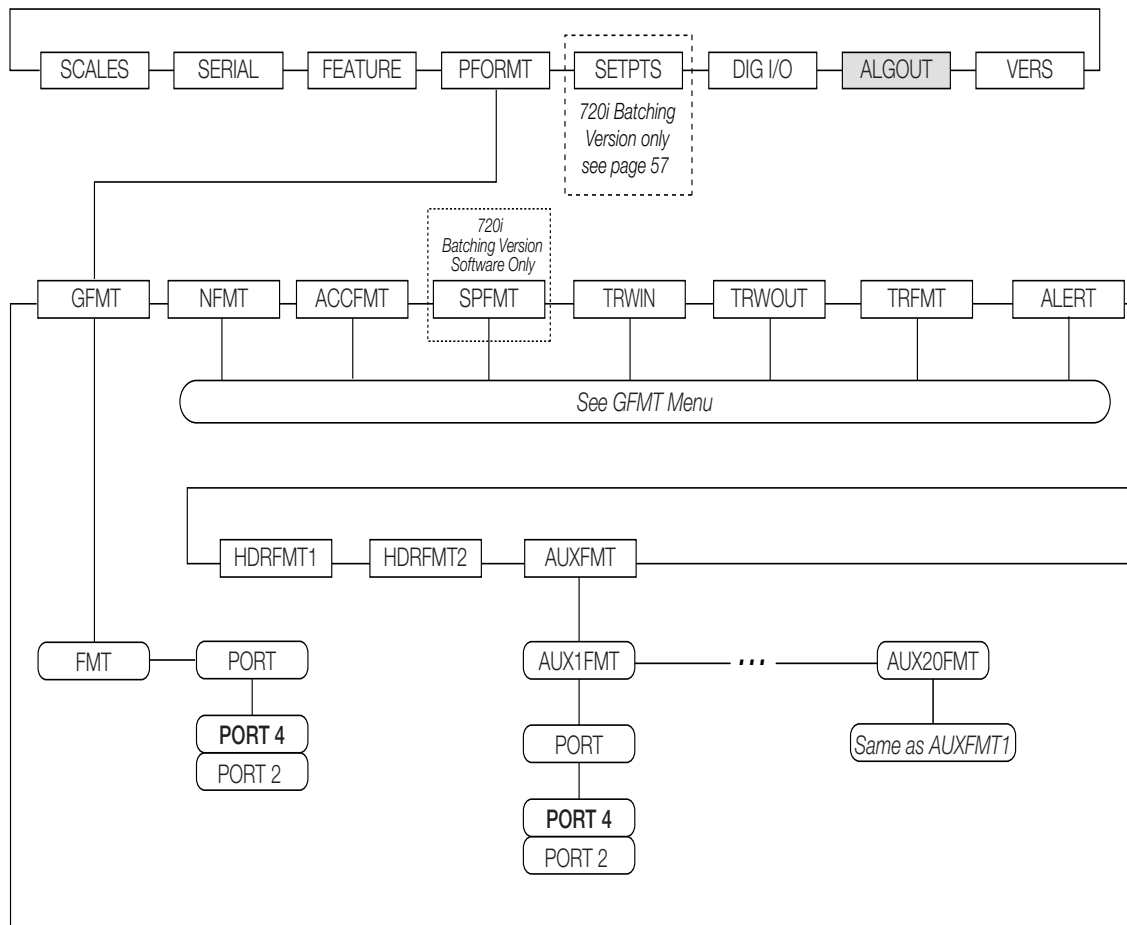 SCALES SERIAL FEATURE PFORMT SETPTS DIG I/O ALGOUT VERS
720i Batching
Version only
see page 57
720i
Batching Version
Software Only
GFMT NFMT ACCFMT SPFMT TRWIN TRWOUT TRFMT ALERT
See GFMT Menu
HDRFMT1 HDRFMT2 AUXFMT
FMT PORT AUX1FMT ... AUX20FMT
PORT 4 PORT Same as AUXFMT1
PORT 2
PORT 4
PORT 2